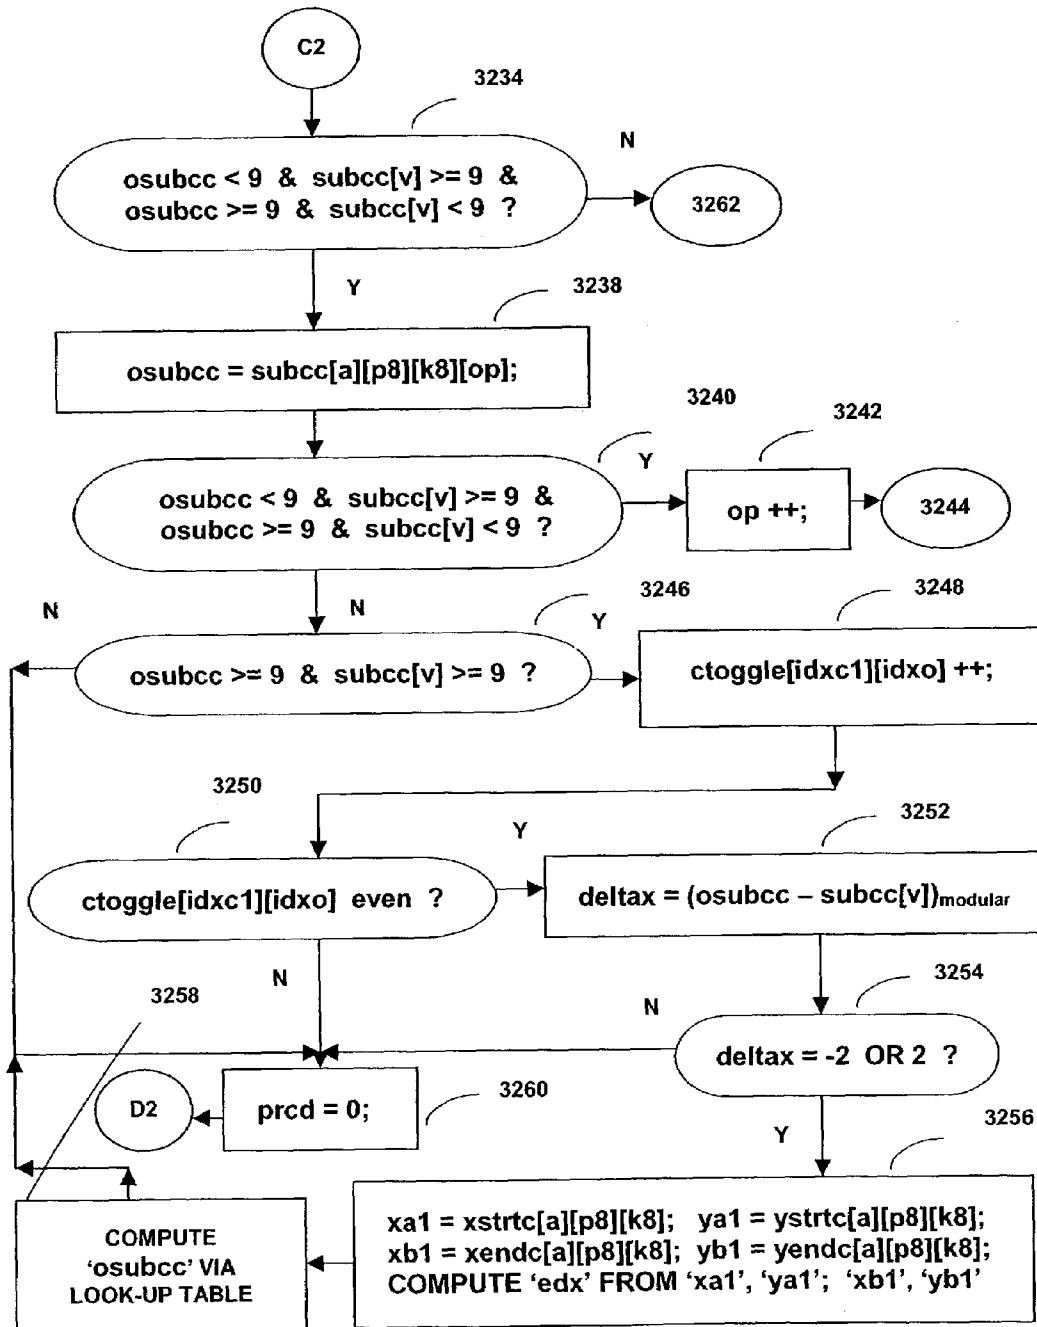 C2
3234
osubcc < 9 & subcc[v] >= 9 &
osubcc >= 9 & subcc[v] < 9 ?
N
3262
Y
3238
osubcc = subcc[a][p8][k8][op];
3240
3242
osubcc < 9 & subcc[v] >= 9 &
osubcc >= 9 & subcc[v] < 9 ?
Y
op ++;
3244
N
N
3246
3248
osubcc >= 9 & subcc[v] >= 9 ?
Y
ctoggle[idxc1][idxo] ++;
3250
ctoggle[idxc1][idxo] even ?
Y
3252
deltax = (osubcc – subcc[v])modular
N
3254
3258
N
deltax = -2 OR 2 ?
D2
prcd = 0;
3260
Y
3256
COMPUTE
‘osubcc’ VIA
LOOK-UP TABLE
xa1 = xstrtc[a][p8][k8]; ya1 = ystrtc[a][p8][k8];
xb1 = xendc[a][p8][k8]; yb1 = yendc[a][p8][k8];
COMPUTE ‘edx’ FROM ‘xa1’, ‘ya1’; ‘xb1’, ‘yb1’